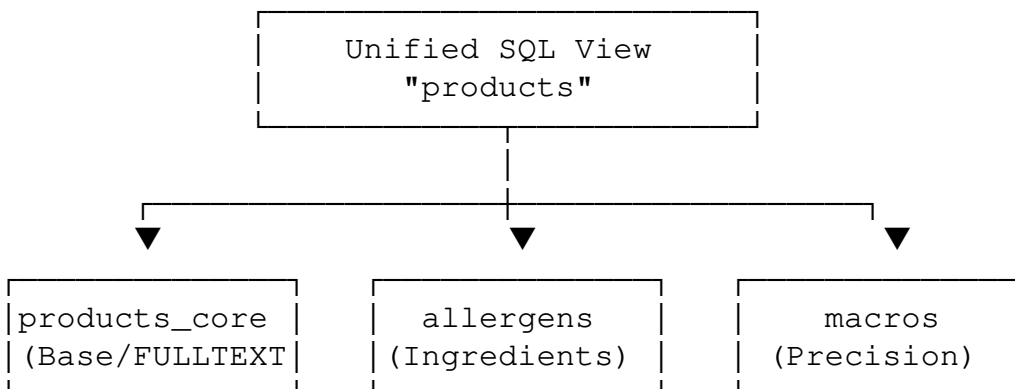 Unified SQL View
"products"
products_core
(Base/FULLTEXT
allergens
(Ingredients)
macros
(Precision)